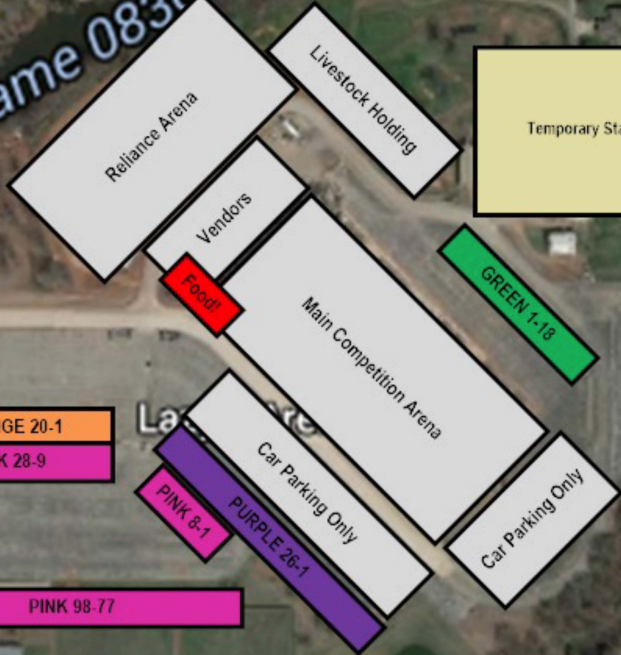 ame 083
Livestock Holding
Reliance Arena
Temporary Sta
Vendors
Food!
GREEN 1-18
Main Competition Arena
GE 20-1
K 28-9
Car Parking Only
PINK 8-1
PURPLE 26-1
Car Parking Only
PINK 98-77